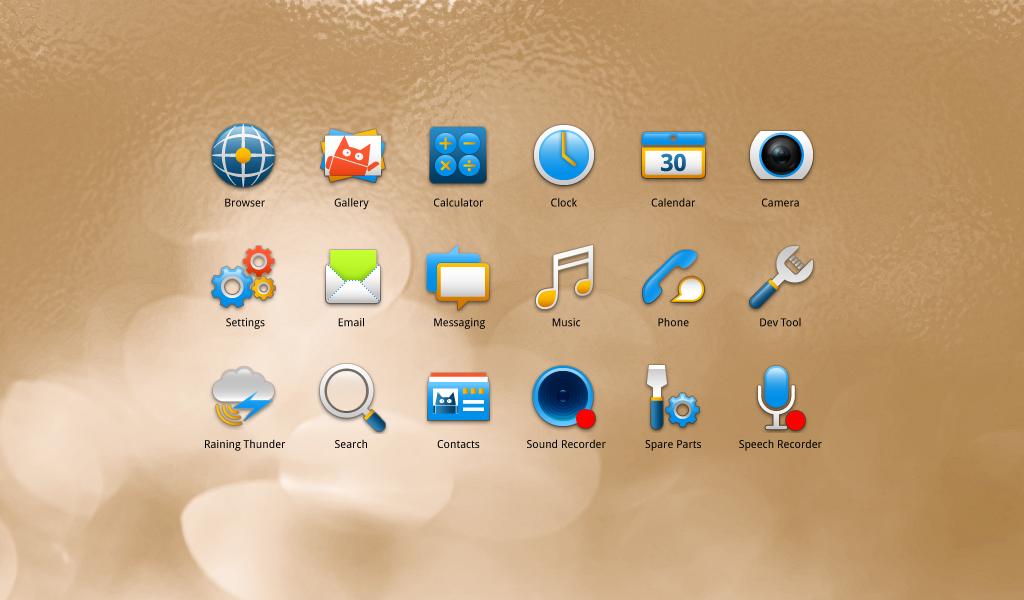 Browser
Gallery
Calculator
Clock
30
Calendar
Camera
Settings
Email
Messaging
Music
Phone
Dev Tool
Raining Thunder
Search
Contacts
Sound Recorder
Spare Parts
Speech Recorder